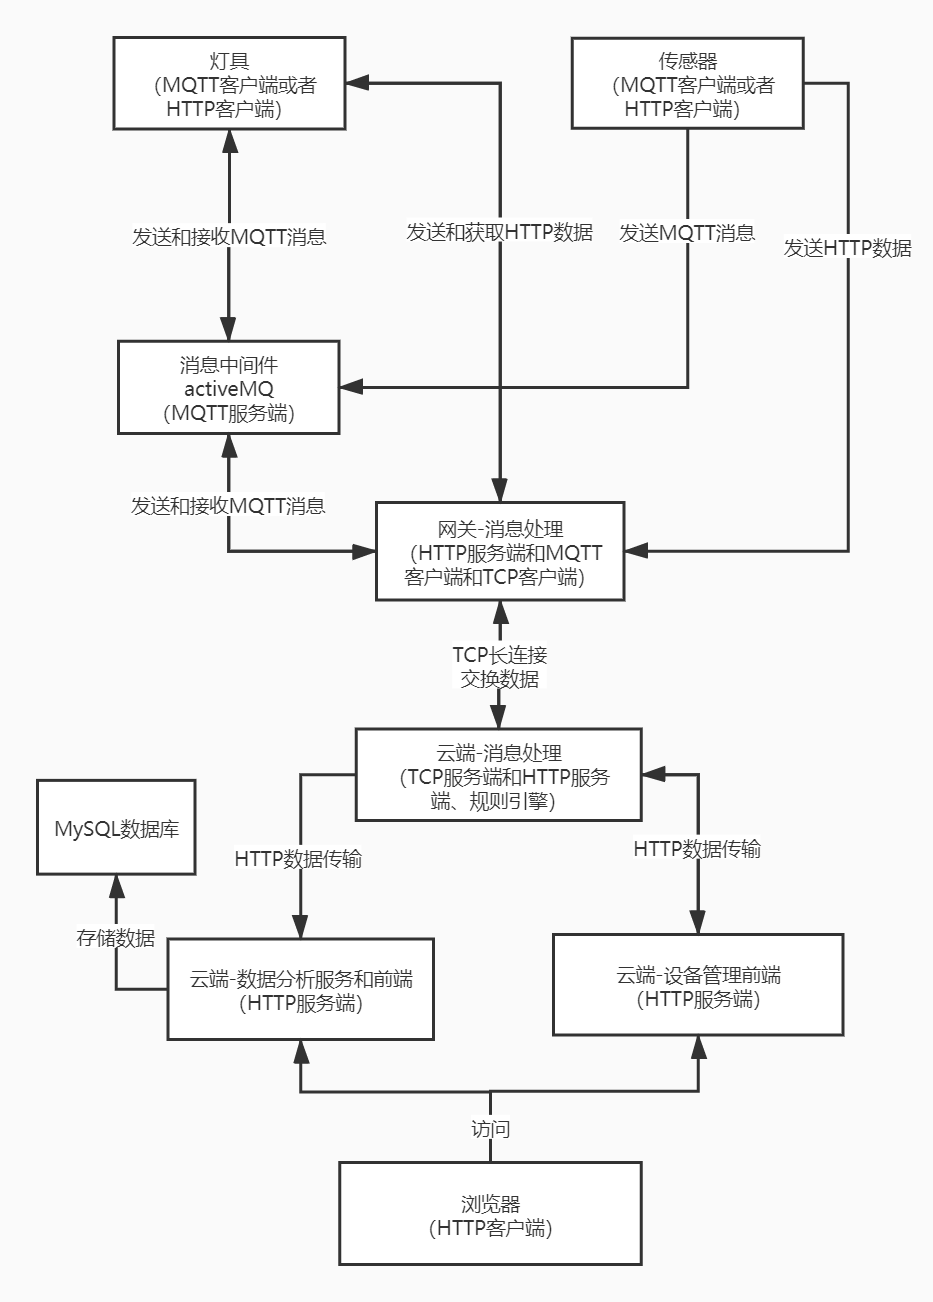 灯具
（MQTT客户端或者
HTTP客户端）
传感器
（MQTT客户端或者
HTTP客户端）
发送和接收MQTT消息
发送和获取HTTP数据
发送MQTT消息
发送HTTP数据
消息中间件
activeMQ
（MQTT服务端）
发送和接收MQTT消息
网关-消息处理
（HTTP服务端和MQTT
客户端和TCP客户端）
TCP长连接
交换数据
云端-消息处理
（TCP服务端和HTTP服务
端、规则引擎）
MySQL数据库
HTTP数据传输
HTTP数据传输
存储数据
云端-数据分析服务和前端
（HTTP服务端）
云端-设备管理前端
（HTTP服务端）
访问
浏览器
（HTTP客户端）